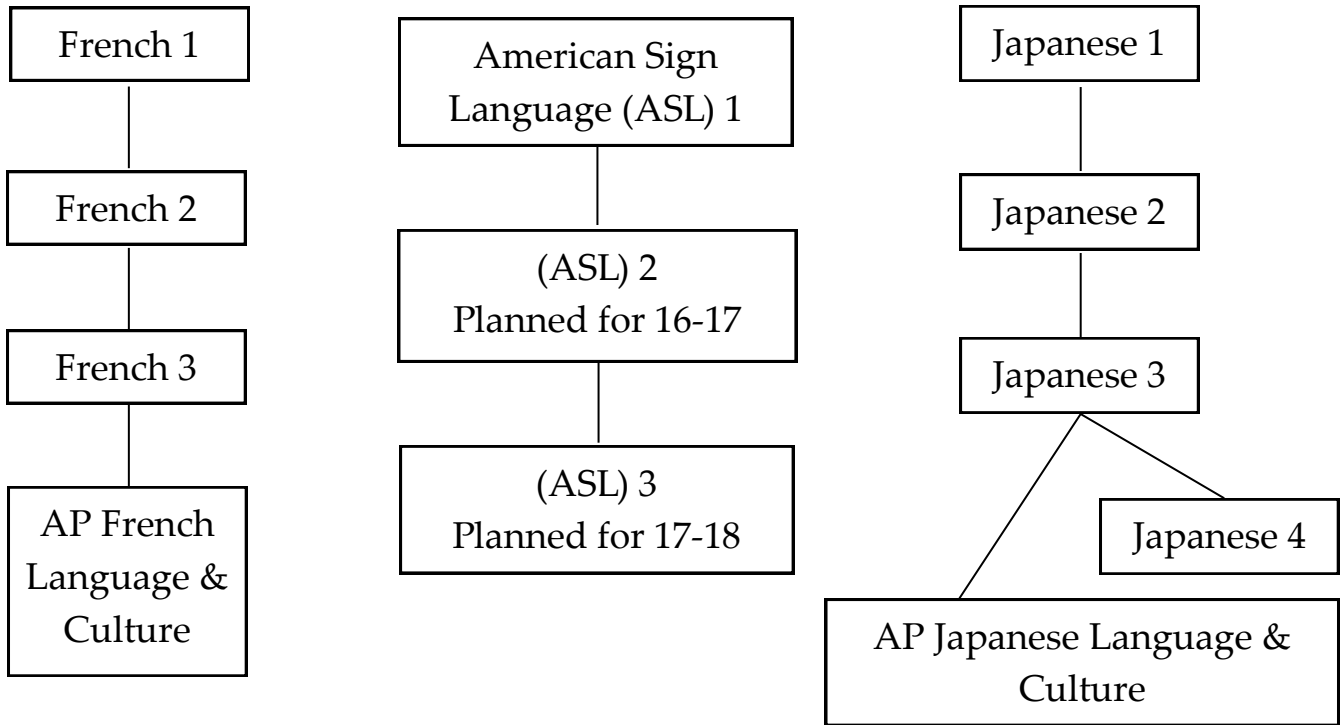 French 1
French 2
French 3
AP French
Language &
Culture
American Sign
Language (ASL) 1
(ASL) 2
Planned for 16-17
(ASL) 3
Planned for 17-18
Japanese 1
Japanese 2
Japanese 3
Japanese 4
AP Japanese Language &
Culture